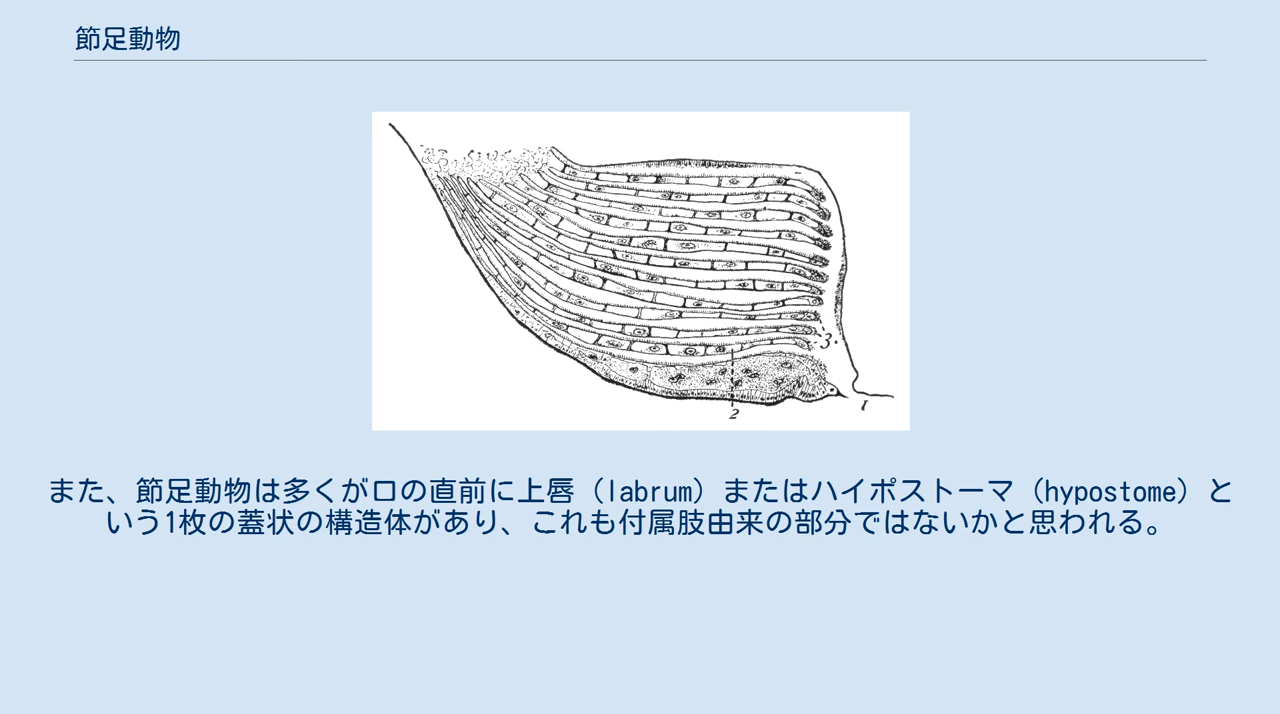 節足動物
3.
2
1
また、節足動物は多くが口の直前に上唇（labrum）またはハイポストーマ（hypostome）と
いう1枚の蓋状の構造体があり、これも付属肢由来の部分ではないかと思われる。